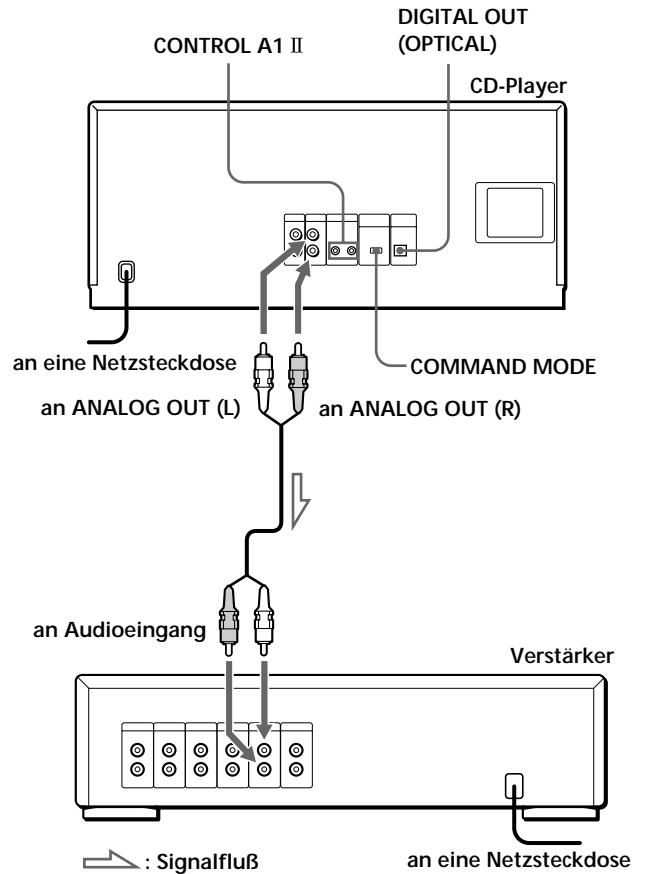 DIGITAL OUT
(OPTICAL)
CONTROL A1 Ⅱ
CD-Player
an eine Netzsteckdose
COMMAND MODE
an ANALOG OUT (L)
an ANALOG OUT (R)
an Audioeingang
Verstärker
: Signalfluß
an eine Netzsteckdose